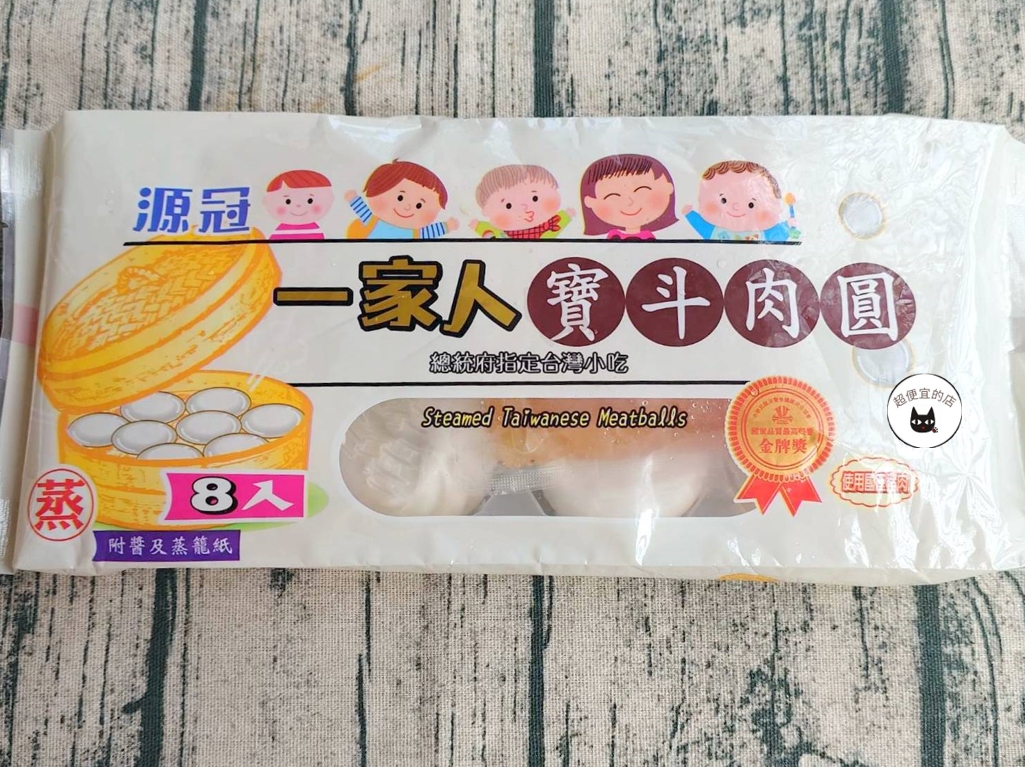 源冠
一家人寶斗肉圓
總統府指定台灣小吃
Steamed Taiwanese Meatballs
金牌獎
超便宜的店
蒸
8入
附醬及蒸籠紙